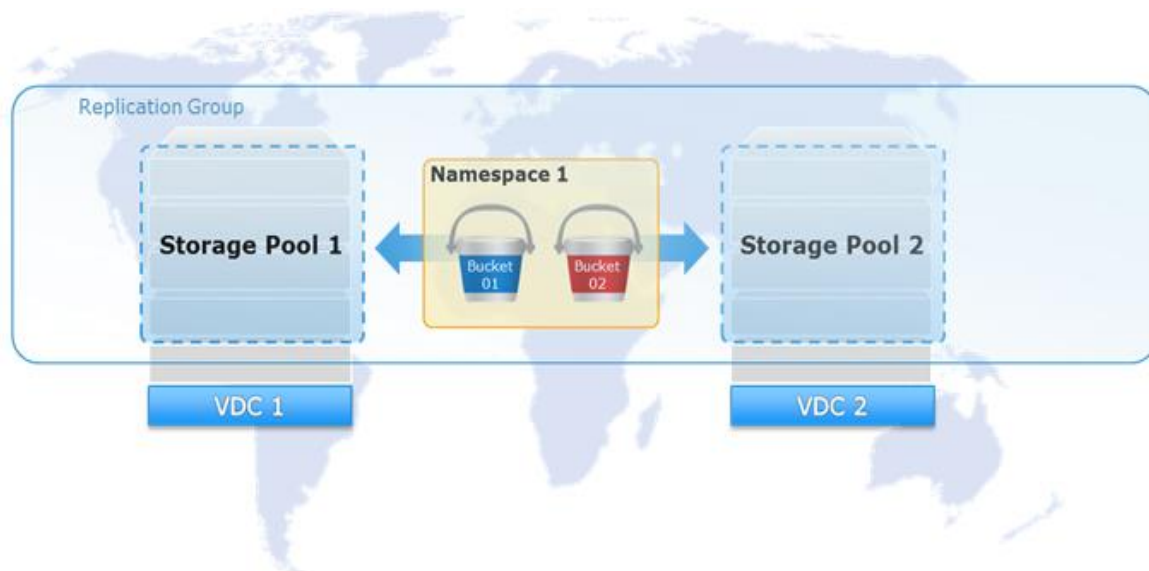 Replication Group
Namespace 1
Storage Pool 1
Bucket
01
Bucket
02
Storage Pool 2
VDC 1
VDC 2